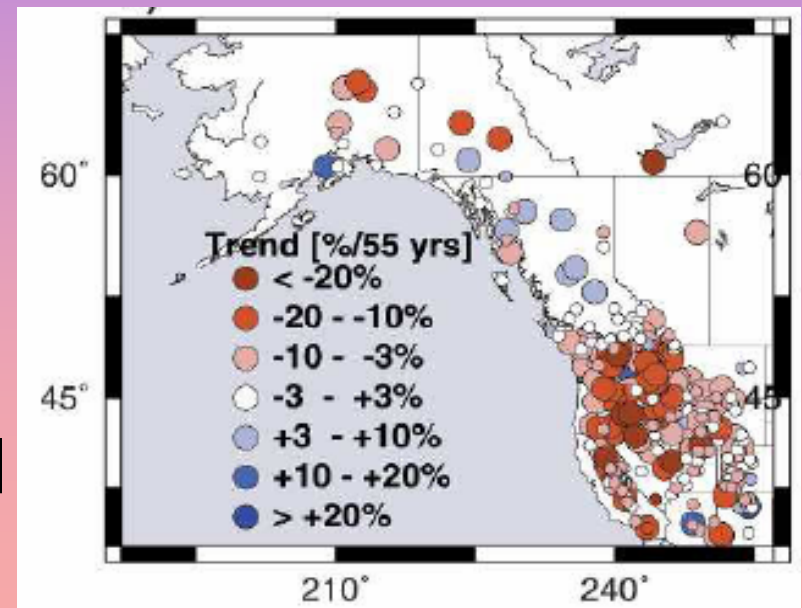 60° 60
Trend [%/55 yrs]
< -20%
-20 - -10%
-10 - -3%
-3 - +3%
+3 - +10%
+10 - +20%
> +20%
45° 45
210° 240°